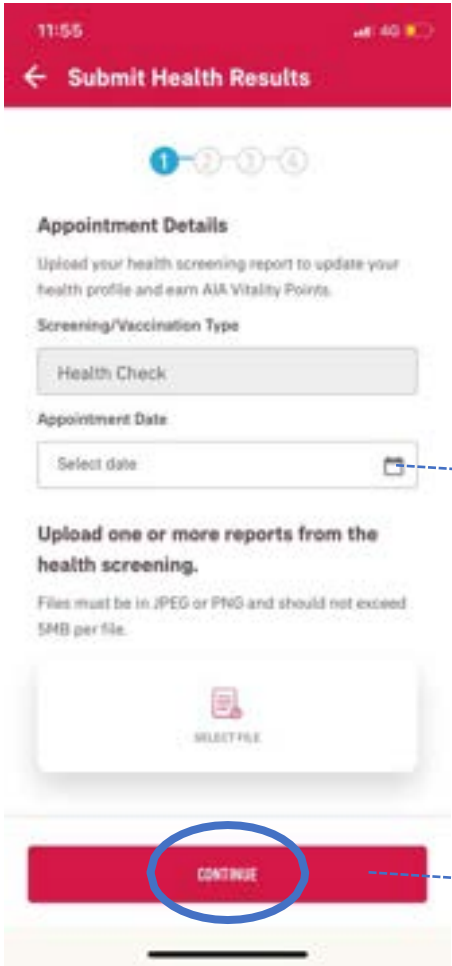 11:55 4G
Submit Health Results
1 2 3 4
Appointment Details
Upload your health screening report to update your
health profile and earn AIA Vitality Points.
Screening/Vaccination Type
Health Check
Appointment Date
Select date
Upload one or more reports from the
health screening.
Files must be in JPEG or PNG and should not exceed
5MB per file.
SELECT FILE
CONTINUE